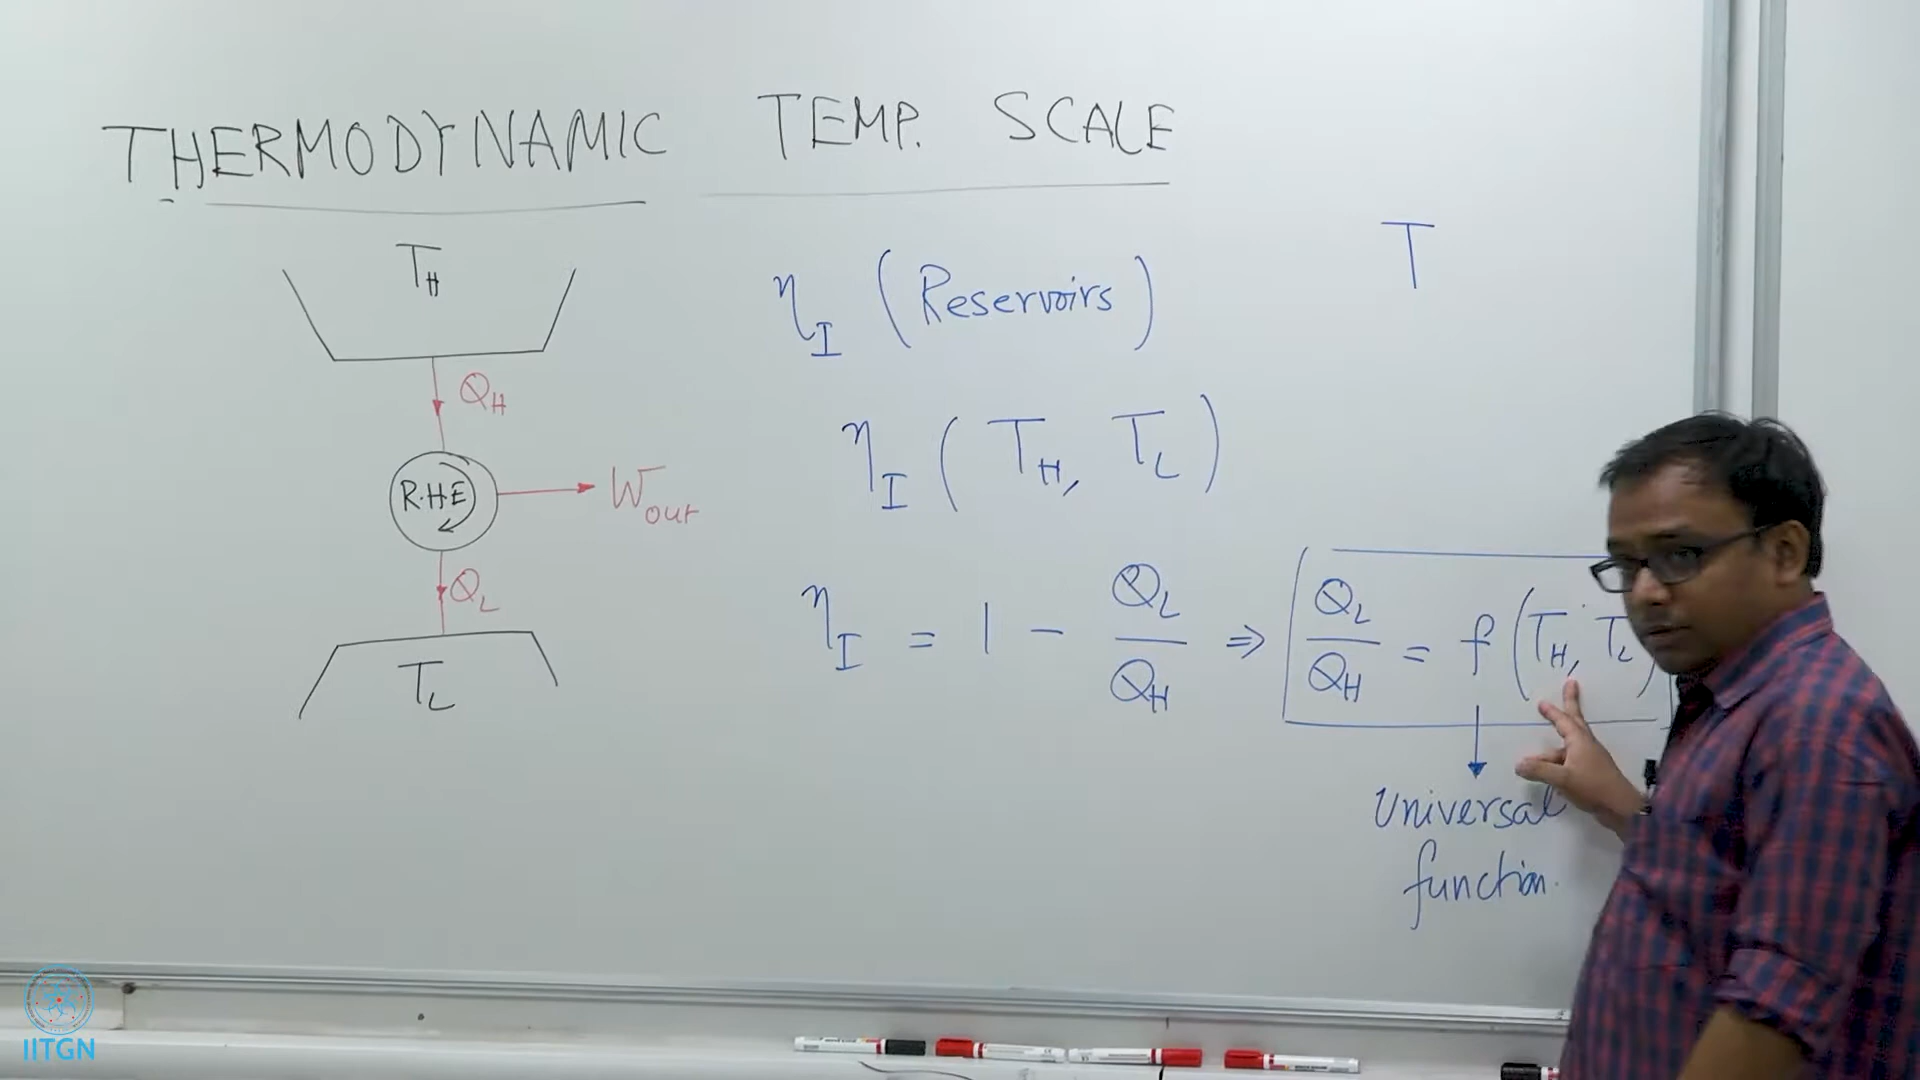 THERMODYNAMIC TEMP. SCALE
T_H
Q_H
R.H.E
W_out
Q_L
T_L
η_I (Reservoirs)
T
η_I (T_H, T_L)
η_I = 1 - Q_L/Q_H ⇒ Q_L/Q_H = f (T_H, T_L)
Universal
function.
IITGN